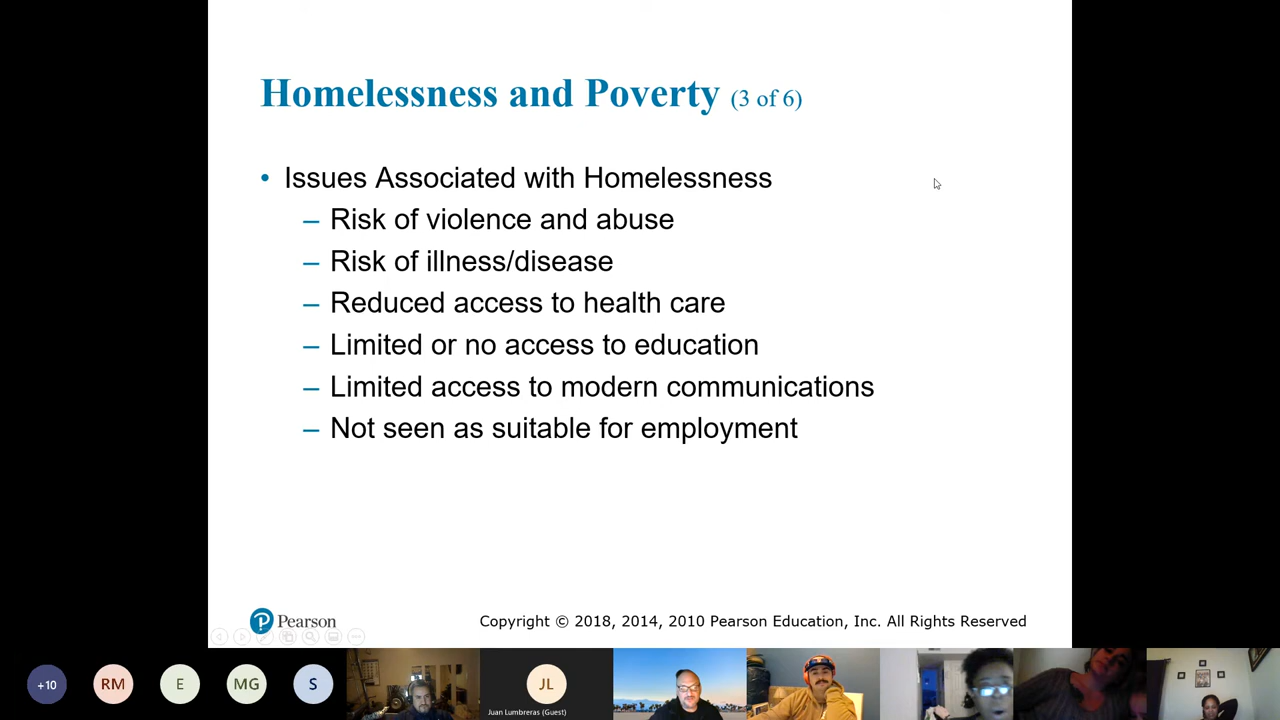 Homelessness and Poverty (3 of 6)
• Issues Associated with Homelessness
– Risk of violence and abuse
– Risk of illness/disease
– Reduced access to health care
– Limited or no access to education
– Limited access to modern communications
– Not seen as suitable for employment
P Pearson
Copyright © 2018, 2014, 2010 Pearson Education, Inc. All Rights Reserved
+10
RM
E
MG
S
JL
Juan Lumbreras (Guest)